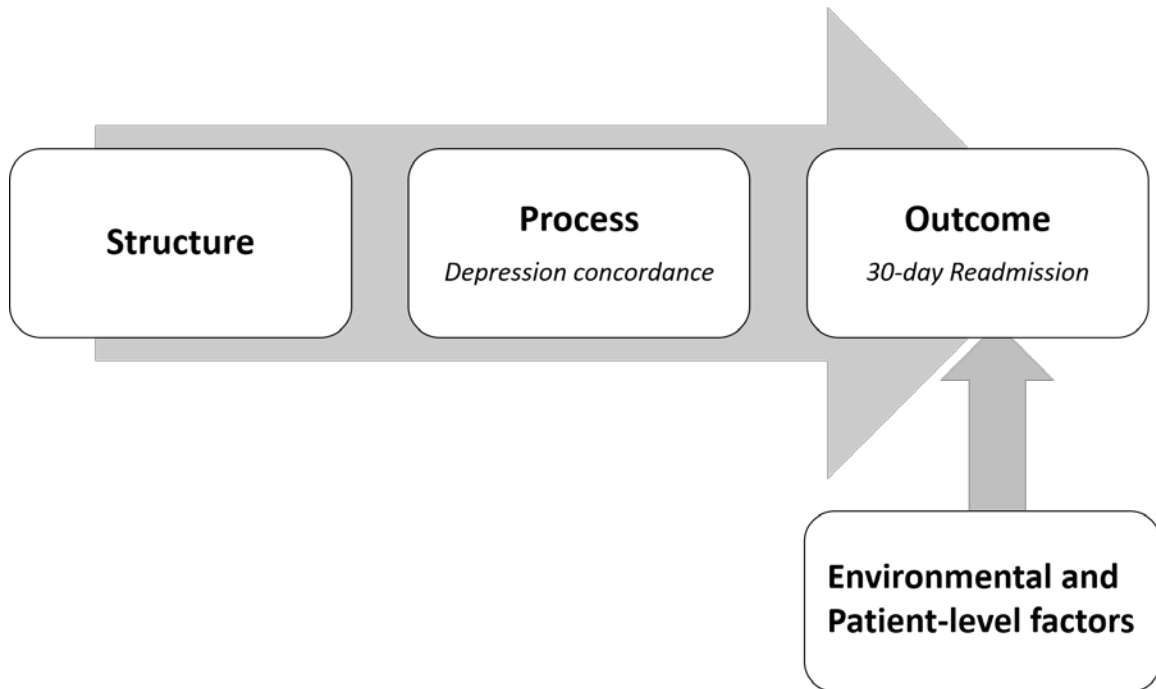 Structure
Process
Depression concordance
Outcome
30-day Readmission
Environmental and
Patient-level factors